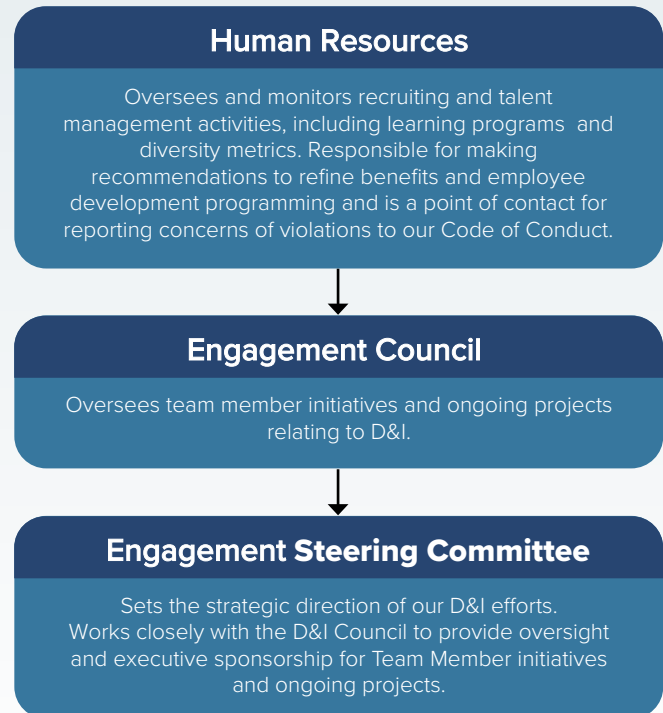 Human Resources
Oversees and monitors recruiting and talent
management activities, including learning programs and
diversity metrics. Responsible for making
recommendations to refine benefits and employee
development programming and is a point of contact for
reporting concerns of violations to our Code of Conduct.
Engagement Council
Oversees team member initiatives and ongoing projects
relating to D&I.
Engagement Steering Committee
Sets the strategic direction of our D&I efforts.
Works closely with the D&I Council to provide oversight
and executive sponsorship for Team Member initiatives
and ongoing projects.